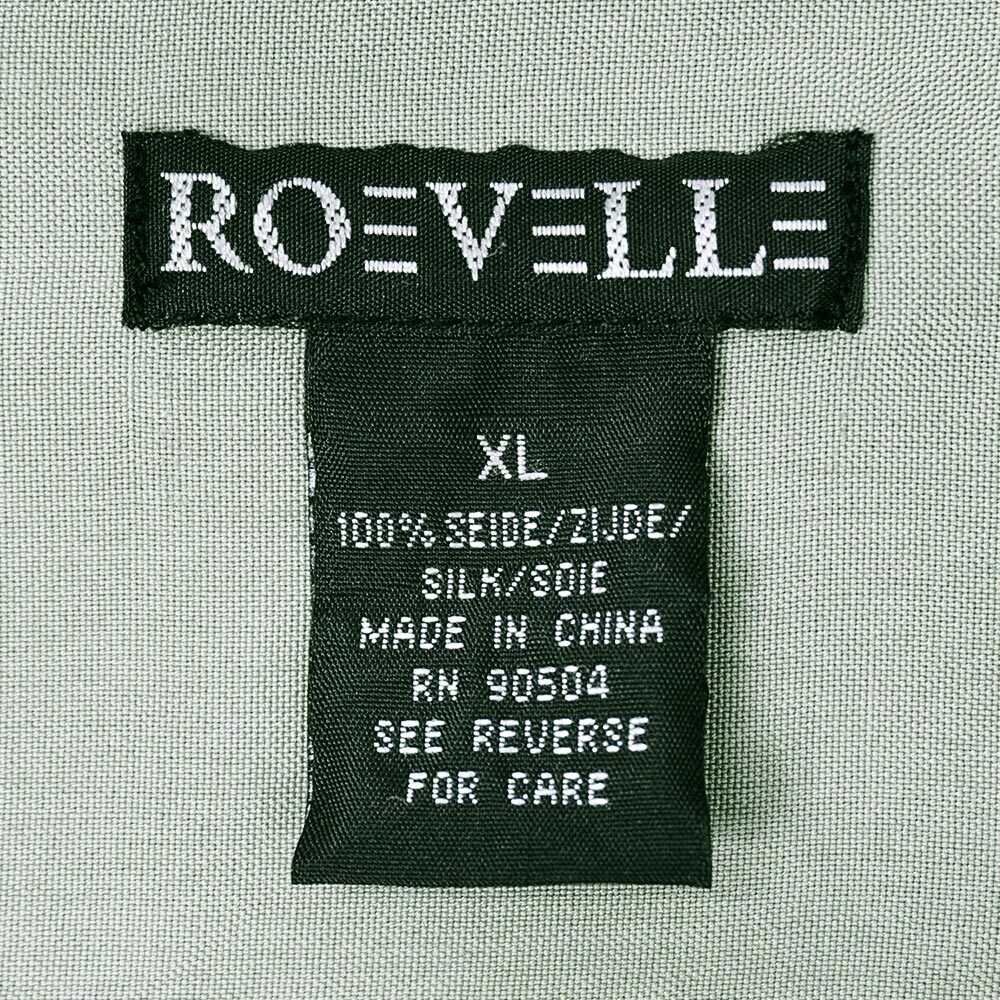 ROEVELLE
XL
100% SEIDE/ZIJDE/
SILK/SOIE
MADE IN CHINA
RN 90504
SEE REVERSE
FOR CARE